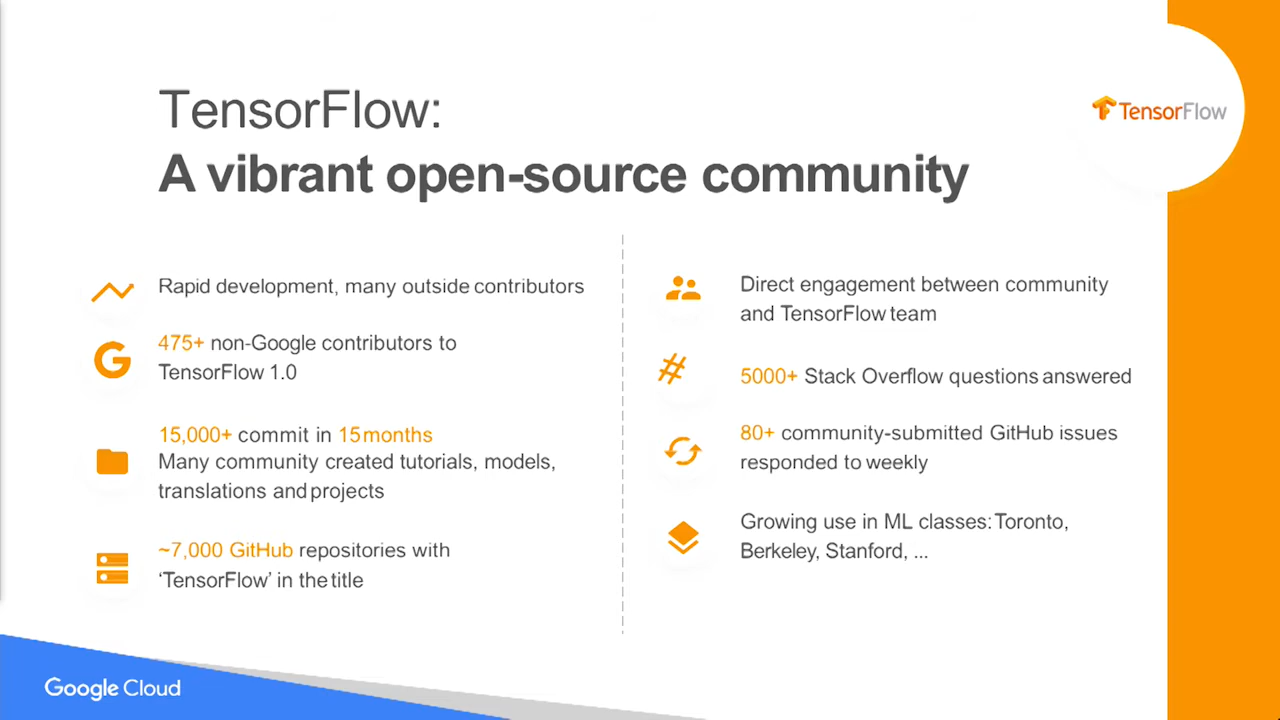 TensorFlow:
A vibrant open-source community
TensorFlow
Rapid development, many outside contributors
475+ non-Google contributors to
TensorFlow 1.0
15,000+ commit in 15 months
Many community created tutorials, models,
translations and projects
~7,000 GitHub repositories with
‘TensorFlow’ in the title
Direct engagement between community
and TensorFlow team
5000+ Stack Overflow questions answered
80+ community-submitted GitHub issues
responded to weekly
Growing use in ML classes: Toronto,
Berkeley, Stanford, ...
Google Cloud